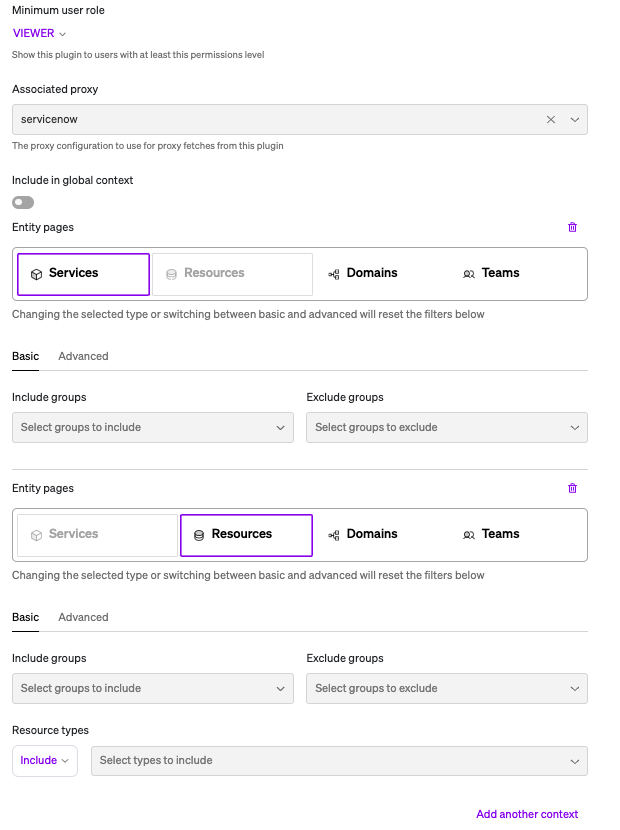 Minimum user role
VIEWER
Show this plugin to users with at least this permissions level
Associated proxy
servicenow
The proxy configuration to use for proxy fetches from this plugin
Include in global context
Entity pages
Services Resources Domains Teams
Changing the selected type or switching between basic and advanced will reset the filters below
Basic Advanced
Include groups Exclude groups
Select groups to include Select groups to exclude
Entity pages
Services Resources Domains Teams
Changing the selected type or switching between basic and advanced will reset the filters below
Basic Advanced
Include groups Exclude groups
Select groups to include Select groups to exclude
Resource types
Include Select types to include
Add another context